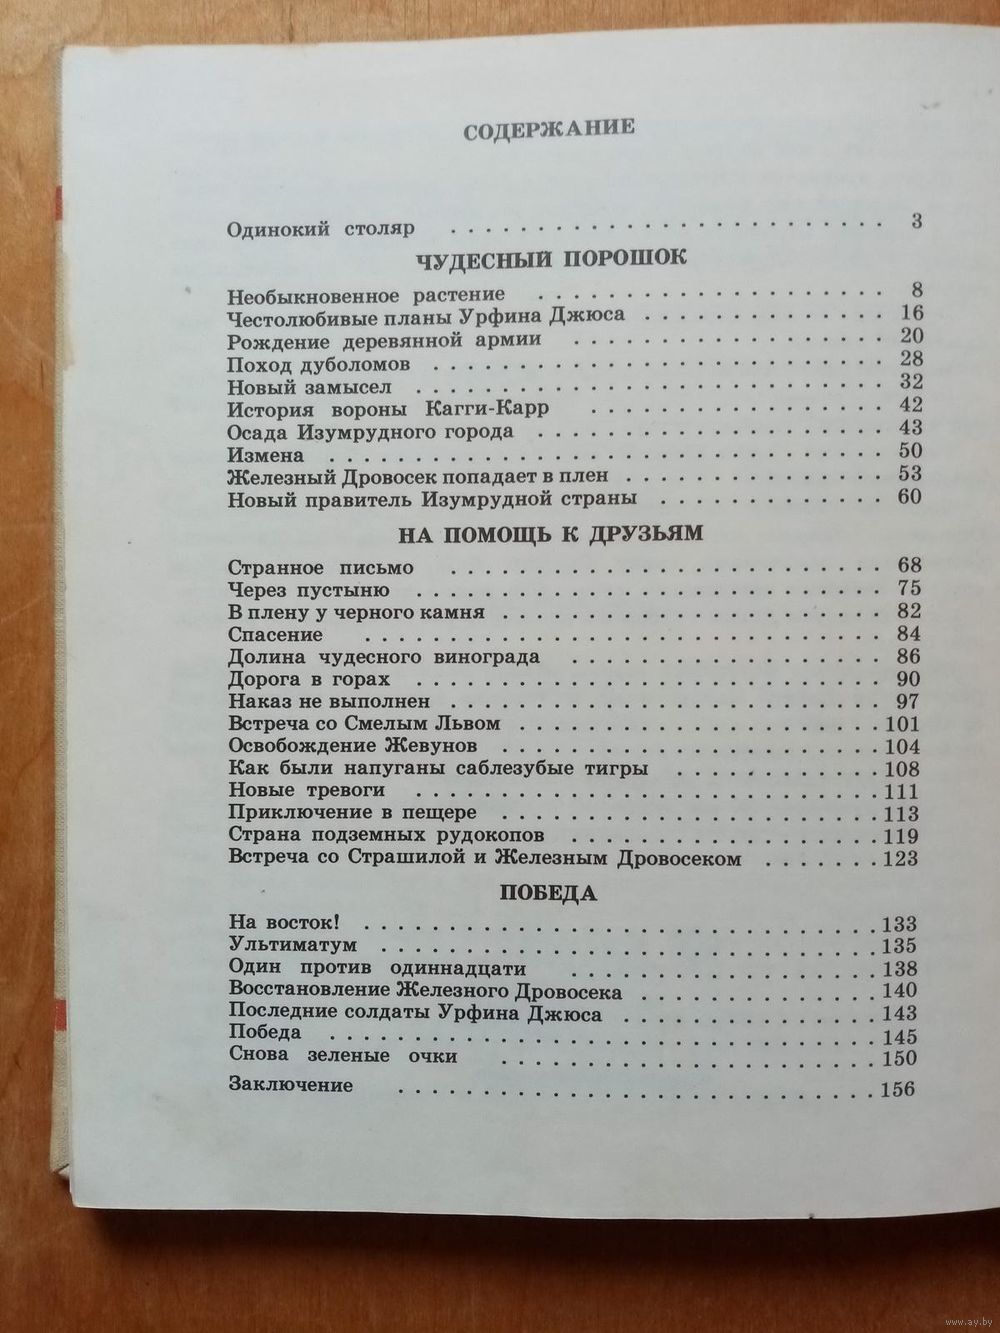 СОДЕРЖАНИЕ
Одинокий столяр . . . . . . . . . . . . . . . . . . . . . . . . . . 3
ЧУДЕСНЫЙ ПОРОШОК
Необыкновенное растение . . . . . . . . . . . . . . . . . . . . . 8
Честолюбивые планы Урфина Джюса . . . . . . . . . . . . . . . 16
Рождение деревянной армии . . . . . . . . . . . . . . . . . . . 20
Поход дуболомов . . . . . . . . . . . . . . . . . . . . . . . . . . . 28
Новый замысел . . . . . . . . . . . . . . . . . . . . . . . . . . . . 32
История вороны Кагги-Карр . . . . . . . . . . . . . . . . . . 42
Осада Изумрудного города . . . . . . . . . . . . . . . . . . . . . 43
Измена . . . . . . . . . . . . . . . . . . . . . . . . . . . . . . . . . 50
Железный Дровосек попадает в плен . . . . . . . . . . . . . . . . 53
Новый правитель Изумрудной страны . . . . . . . . . . . . . . 60
НА ПОМОЩЬ К ДРУЗЬЯМ
Странное письмо . . . . . . . . . . . . . . . . . . . . . . . . . . 68
Через пустыню . . . . . . . . . . . . . . . . . . . . . . . . . . . . 75
В плену у черного камня . . . . . . . . . . . . . . . . . . . . . . . 82
Спасение . . . . . . . . . . . . . . . . . . . . . . . . . . . . . . . 84
Долина чудесного винограда . . . . . . . . . . . . . . . . . . . 86
Дорога в горах . . . . . . . . . . . . . . . . . . . . . . . . . . . . 90
Наказ не выполнен . . . . . . . . . . . . . . . . . . . . . . . . . . 97
Встреча со Смелым Львом . . . . . . . . . . . . . . . . . . . . . . 101
Освобождение Жевунов . . . . . . . . . . . . . . . . . . . . . . . 104
Как были напуганы саблезубые тигры . . . . . . . . . . . . 108
Новые тревоги . . . . . . . . . . . . . . . . . . . . . . . . . . . . 111
Приключение в пещере . . . . . . . . . . . . . . . . . . . . . . . 113
Страна подземных рудокопов . . . . . . . . . . . . . . . . . . 119
Встреча со Страшилой и Железным Дровосеком . . . . . . . 123
ПОБЕДА
На восток! . . . . . . . . . . . . . . . . . . . . . . . . . . . . . . 133
Ультиматум . . . . . . . . . . . . . . . . . . . . . . . . . . . . . 135
Один против одиннадцати . . . . . . . . . . . . . . . . . . 138
Восстановление Железного Дровосека . . . . . . . . . . . . . . 140
Последние солдаты Урфина Джюса . . . . . . . . . . . . . . . 143
Победа . . . . . . . . . . . . . . . . . . . . . . . . . . . . . . . . 145
Снова зеленые очки . . . . . . . . . . . . . . . . . . . . . . 150
Заключение . . . . . . . . . . . . . . . . . . . . . . . . . . . . 156
www.ay.by